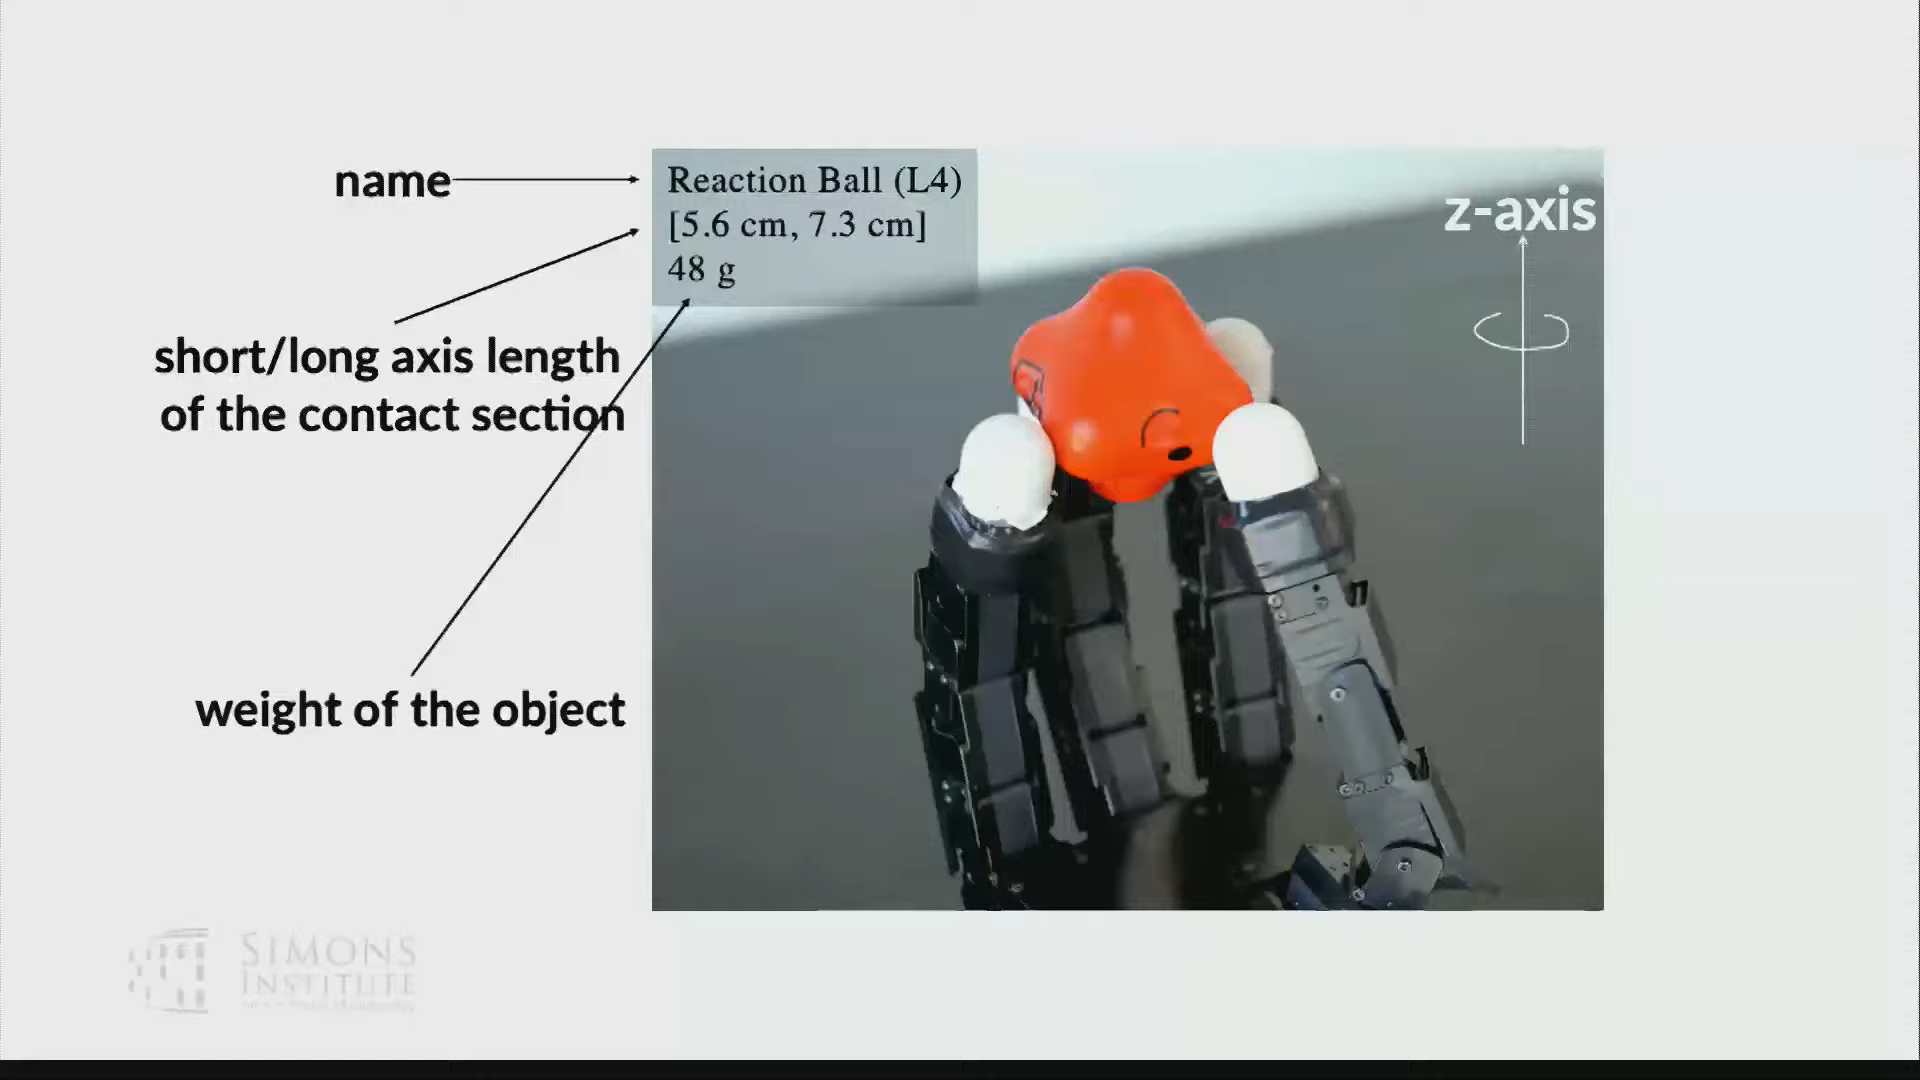 name
Reaction Ball (L4)
[5.6 cm, 7.3 cm]
48 g
z-axis
short/long axis length
of the contact section
weight of the object
SIMONS
INSTITUTE